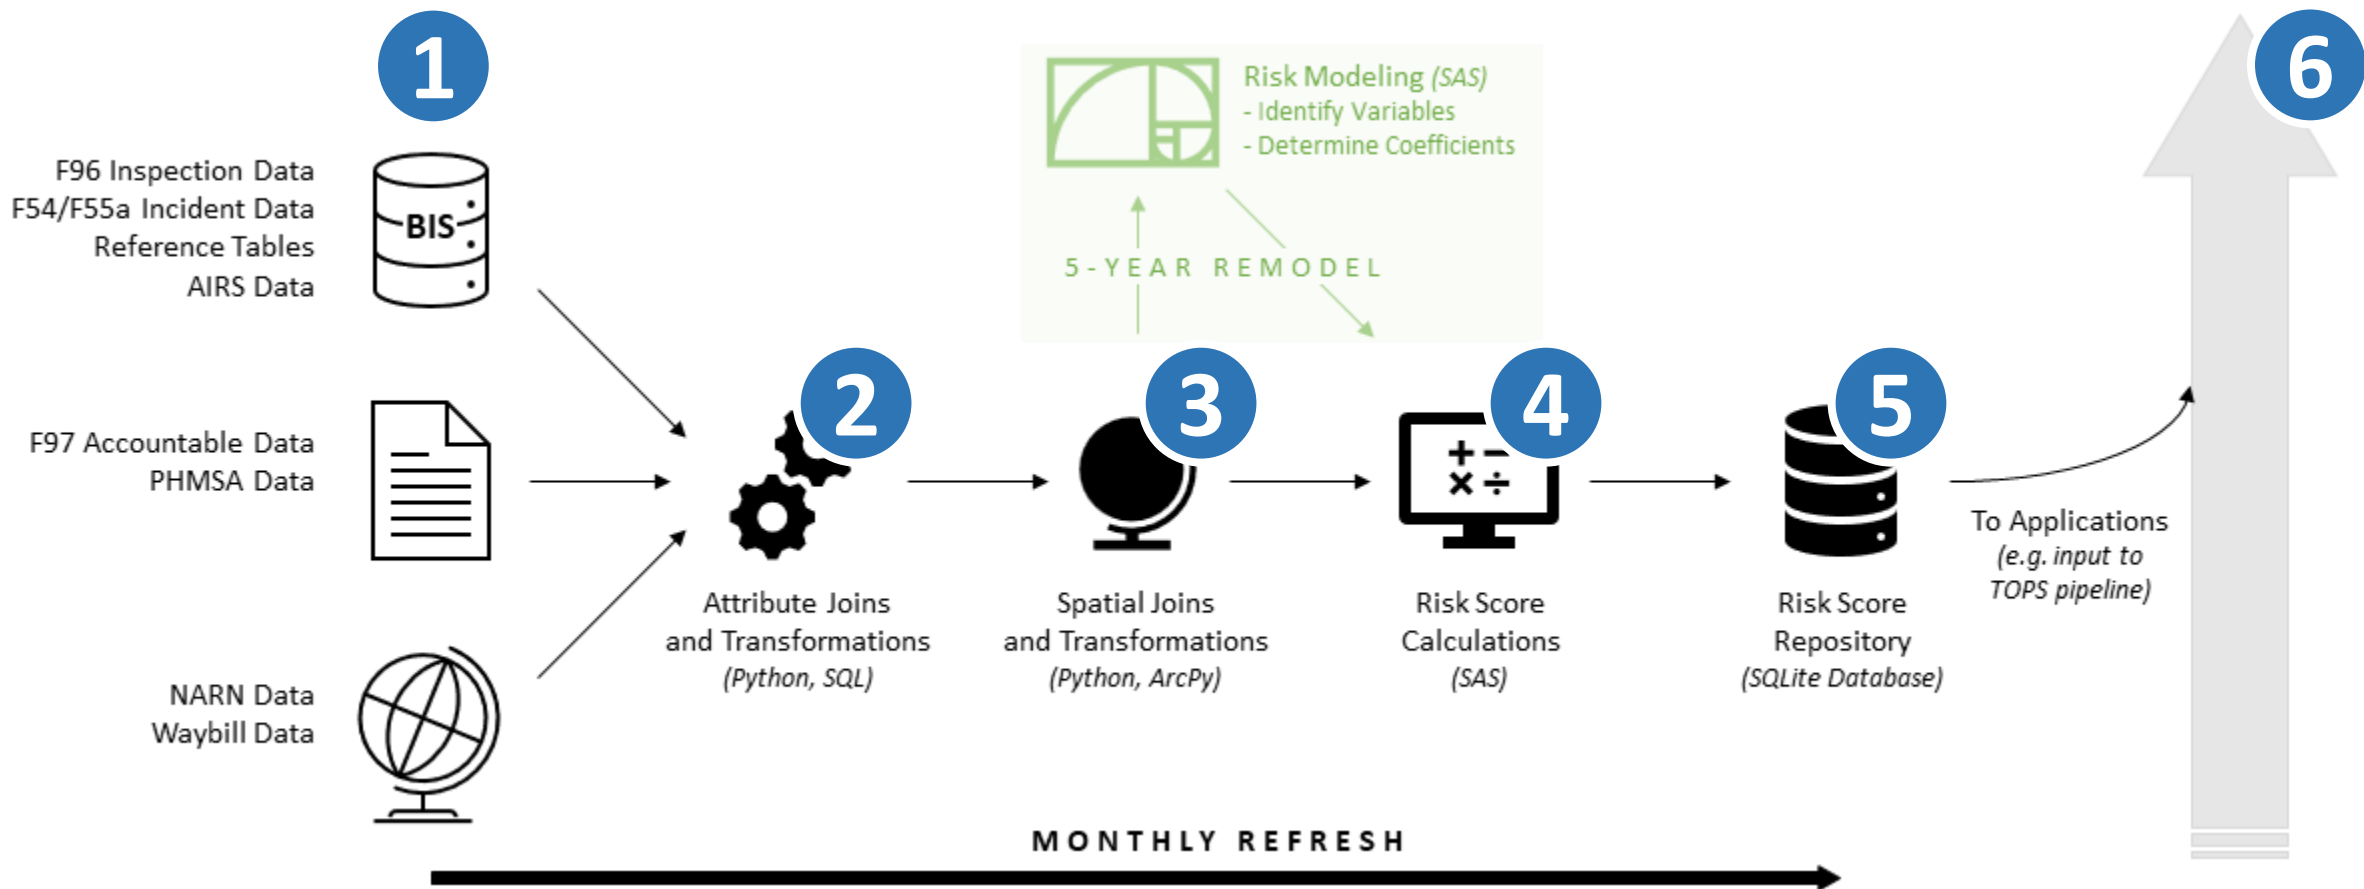 1
F96 Inspection Data
F54/F55a Incident Data
Reference Tables
AIRS Data
BIS
F97 Accountable Data
PHMSA Data
NARN Data
Waybill Data
2
Attribute Joins
and Transformations
(Python, SQL)
3
Spatial Joins
and Transformations
(Python, ArcPy)
Risk Modeling (SAS)
- Identify Variables
- Determine Coefficients
5-YEAR REMODEL
4
+ −
× ÷
Risk Score
Calculations
(SAS)
5
Risk Score
Repository
(SQLite Database)
To Applications
(e.g. input to
TOPS pipeline)
6
MONTHLY REFRESH